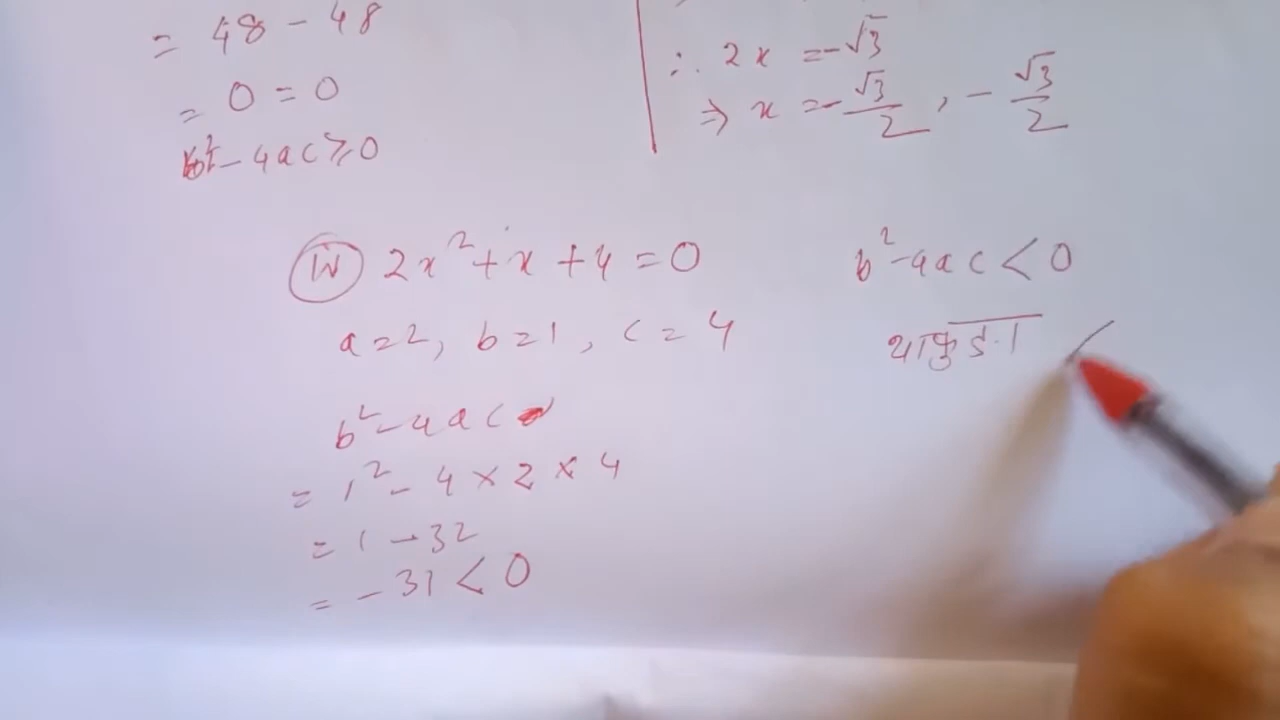 = 48 - 48
= 0 = 0
b² - 4ac ≥ 0
∴ 2x = -√3
⇒ x = -√3/2, -√3/2
(iv) 2x² + x + 4 = 0
a = 2, b = 1, c = 4
b² - 4ac
= 1² - 4 × 2 × 4
= 1 - 32
= - 31 < 0
b² - 4ac < 0